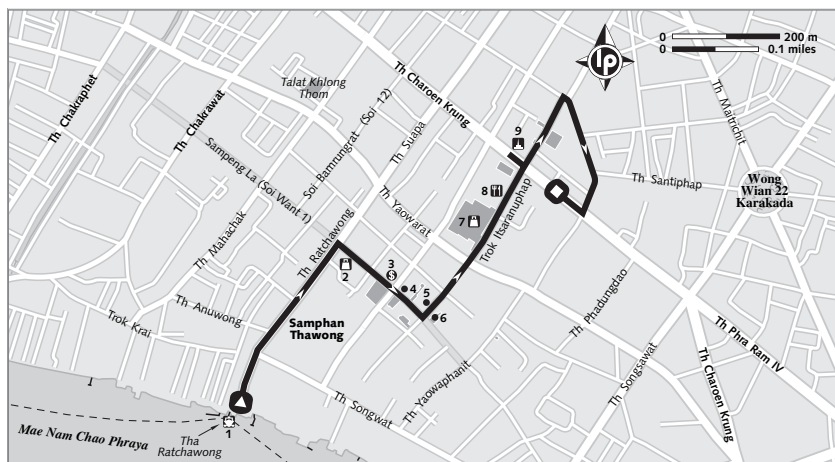 0 200 m
0 0.1 miles
lp
Th Chakraphet
Th Chakrawat
Talat Khlong
Thom
Th Charoen Krung
Th Maitrichit
Soi Bamrungrat (Soi 12)
Th Suapa
Sampeng La (Soi Want 1)
9
8
7
Th Santiphap
Wong
Wian 22
Karakada
Th Mahachak
Th Ratchawong
Th Yaowarat
Trok Itsaranuphap
2
3
$
4
5
6
Th Anuwong
Trok Krai
Samphan
Thawong
Th Phadungdao
Th Phra Ram IV
Th Charoen Krung
Th Songsawat
Th Songwat
Th Yaowaphanit
Mae Nam Chao Phraya
Tha
Ratchawong
1